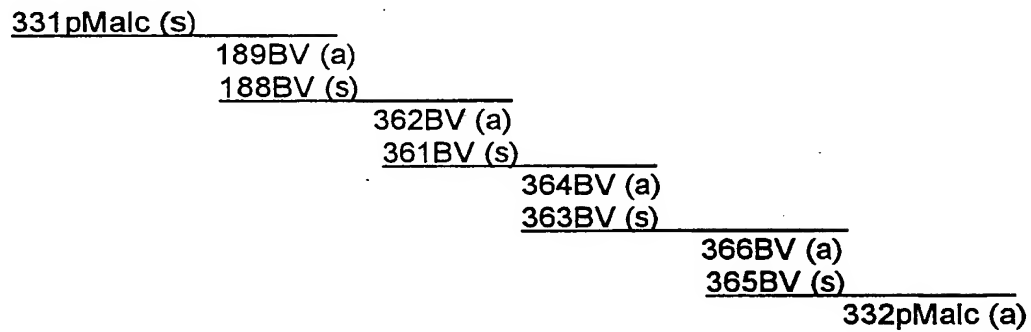 331pMalc (s)
189BV (a)
188BV (s)
362BV (a)
361BV (s)
364BV (a)
363BV (s)
366BV (a)
365BV (s)
332pMalc (a)